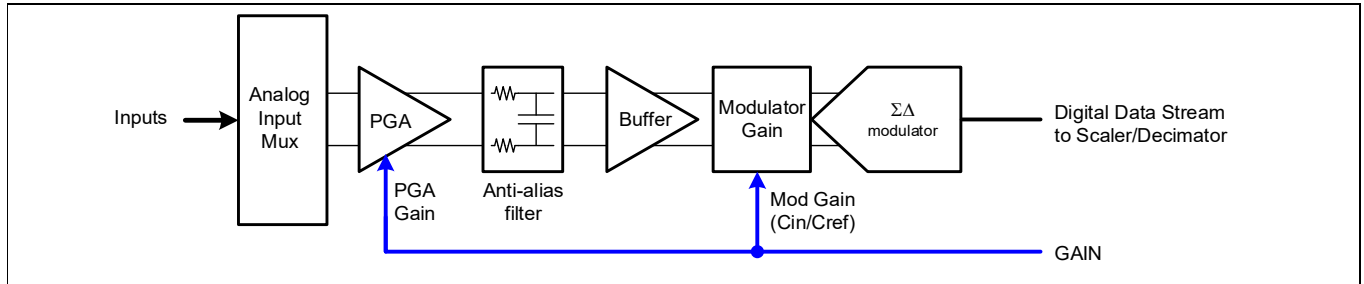 Inputs
Analog
Input
Mux
PGA
PGA
Gain
Anti-alias
filter
Buffer
Modulator
Gain
Mod Gain
(Cin/Cref)
ΣΔ
modulator
Digital Data Stream
to Scaler/Decimator
GAIN